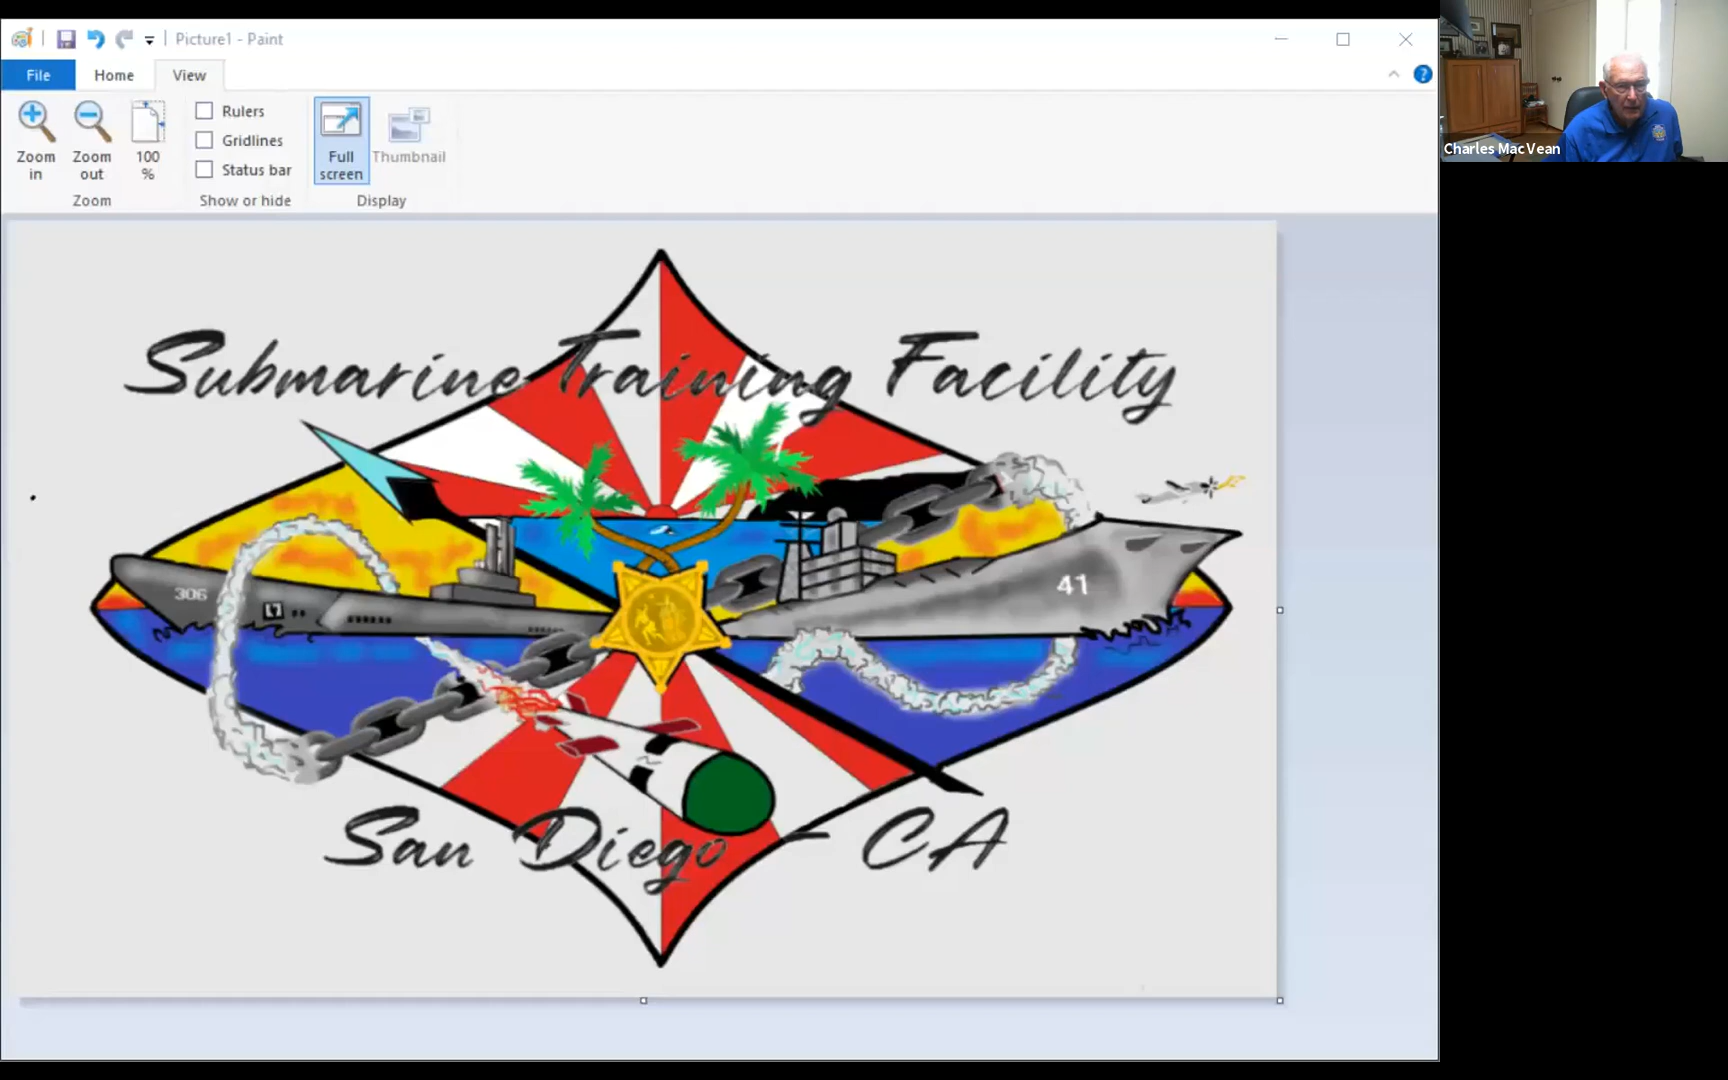 Picture1 - Paint
File
Home
View
Zoom in
Zoom out
100 %
Zoom
Rulers
Gridlines
Status bar
Show or hide
Full screen
Thumbnail
Display
Charles MacVean
Submarine Training Facility
306
41
San Diego - CA